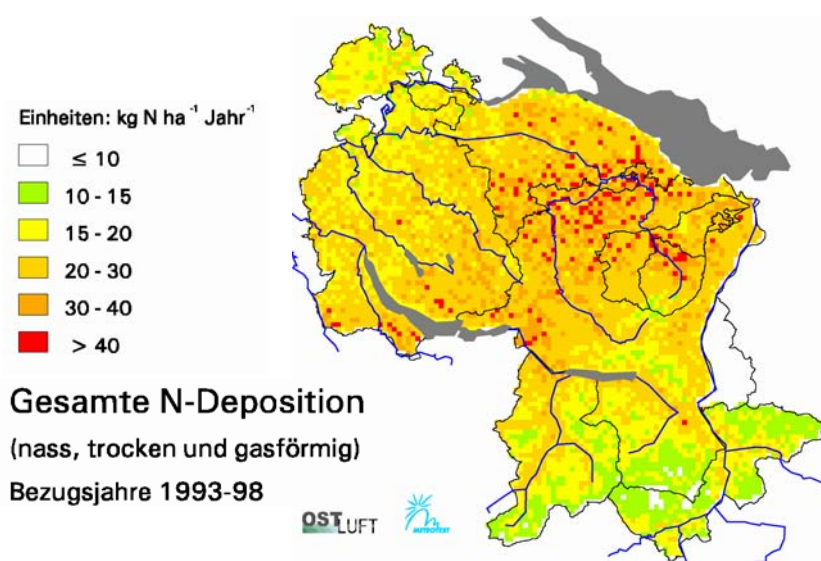 Einheiten: kg N ha⁻¹ Jahr⁻¹
≤ 10
10 - 15
15 - 20
20 - 30
30 - 40
> 40
Gesamte N-Deposition
(nass, trocken und gasförmig)
Bezugsjahre 1993-98
OSTLUFT
METEOTEST